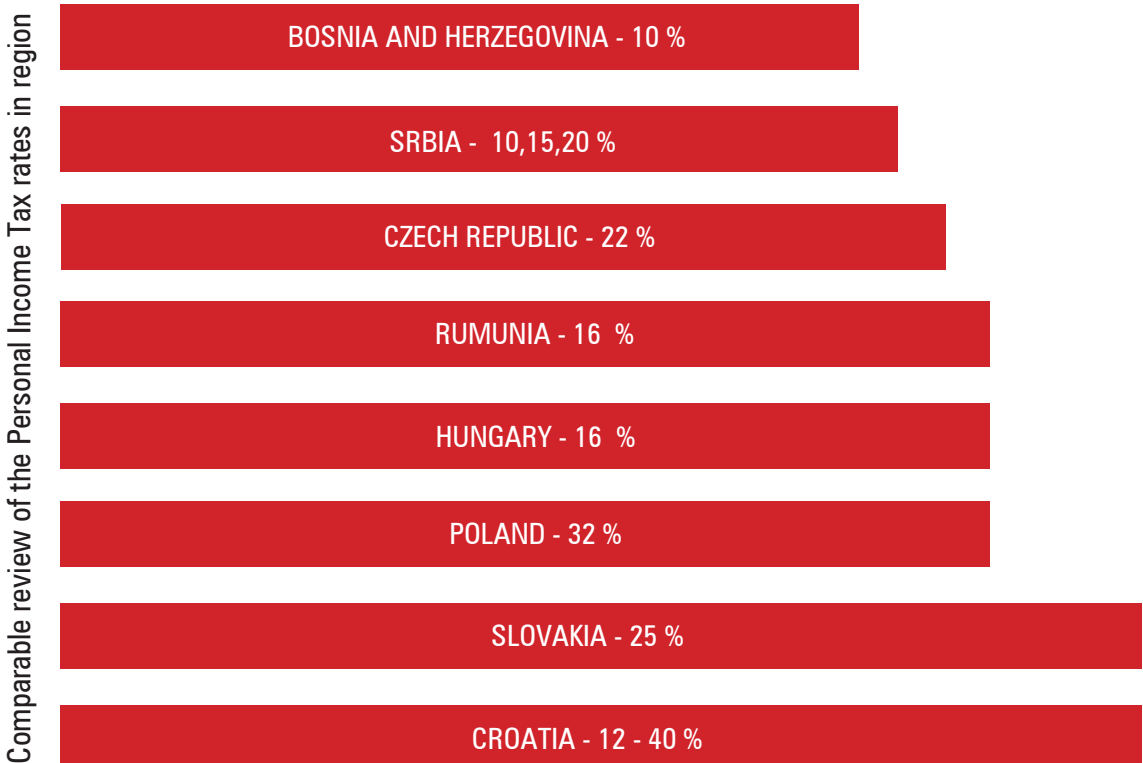 Comparable review of the Personal Income Tax rates in region
BOSNIA AND HERZEGOVINA - 10 %
SRBIA - 10,15,20 %
CZECH REPUBLIC - 22 %
RUMUNIA - 16 %
HUNGARY - 16 %
POLAND - 32 %
SLOVAKIA - 25 %
CROATIA - 12 - 40 %